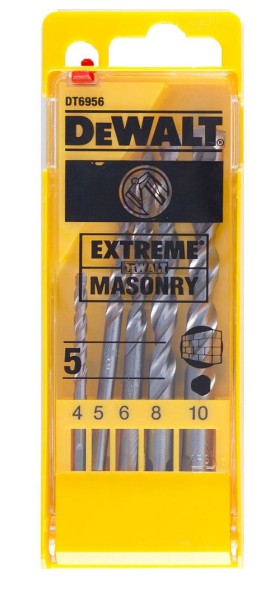 DT6956
DEWALT®
EXTREME®
DEWALT
MASONRY
5
4 5 6 8 10